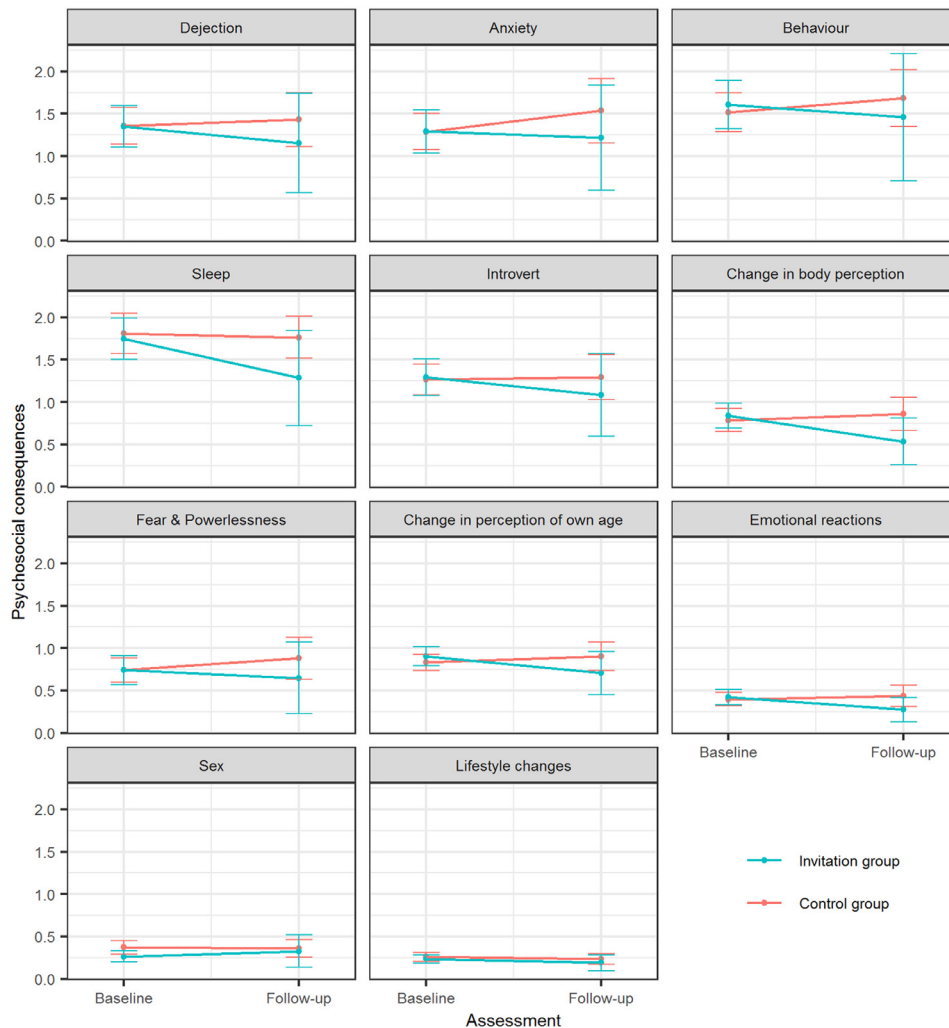 Dejection
Anxiety
Behaviour
2.0
1.5
1.0
0.5
0.0
Sleep
Introvert
Change in body perception
2.0
1.5
1.0
0.5
0.0
Psychosocial consequences
Fear & Powerlessness
Change in perception of own age
Emotional reactions
2.0
1.5
1.0
0.5
0.0
Baseline
Follow-up
Sex
Lifestyle changes
2.0
1.5
1.0
0.5
0.0
Invitation group
Control group
Baseline
Follow-up
Baseline
Follow-up
Assessment